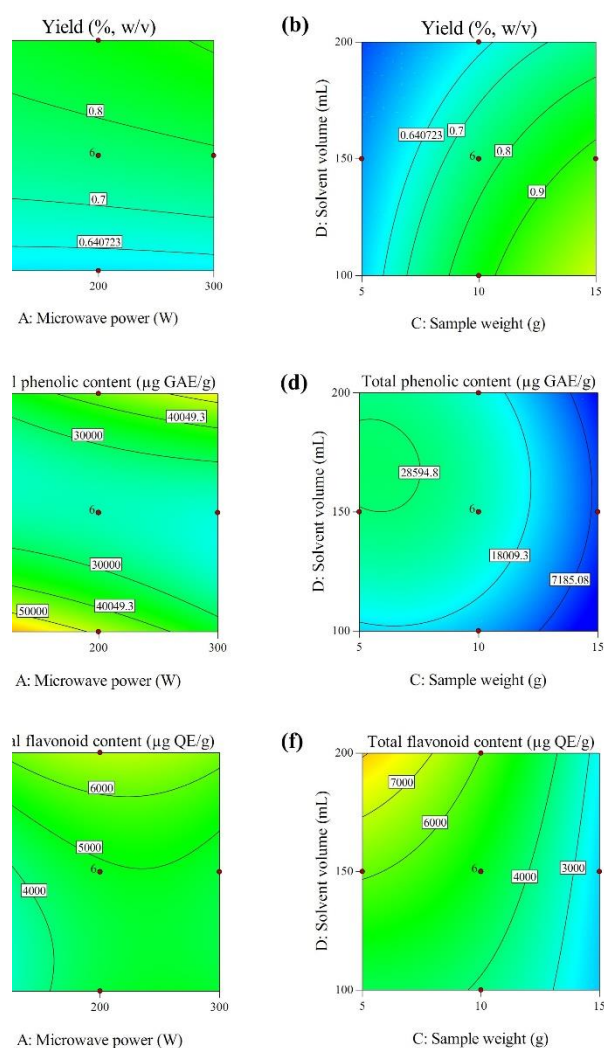 Yield (%, w/v)
0.8
6
0.7
0.640723
200
300
A: Microwave power (W)
(b)
Yield (%, w/v)
D: Solvent volume (mL)
200
150
100
0.640723
0.7
0.8
6
0.9
5
10
15
C: Sample weight (g)
l phenolic content (µg GAE/g)
40049.3
30000
6
30000
40049.3
50000
200
300
A: Microwave power (W)
(d)
Total phenolic content (µg GAE/g)
D: Solvent volume (mL)
200
150
100
28594.8
6
18009.3
7185.08
5
10
15
C: Sample weight (g)
al flavonoid content (µg QE/g)
6000
5000
6
4000
200
300
A: Microwave power (W)
(f)
Total flavonoid content (µg QE/g)
D: Solvent volume (mL)
200
150
100
7000
6000
6
4000
3000
5
10
15
C: Sample weight (g)